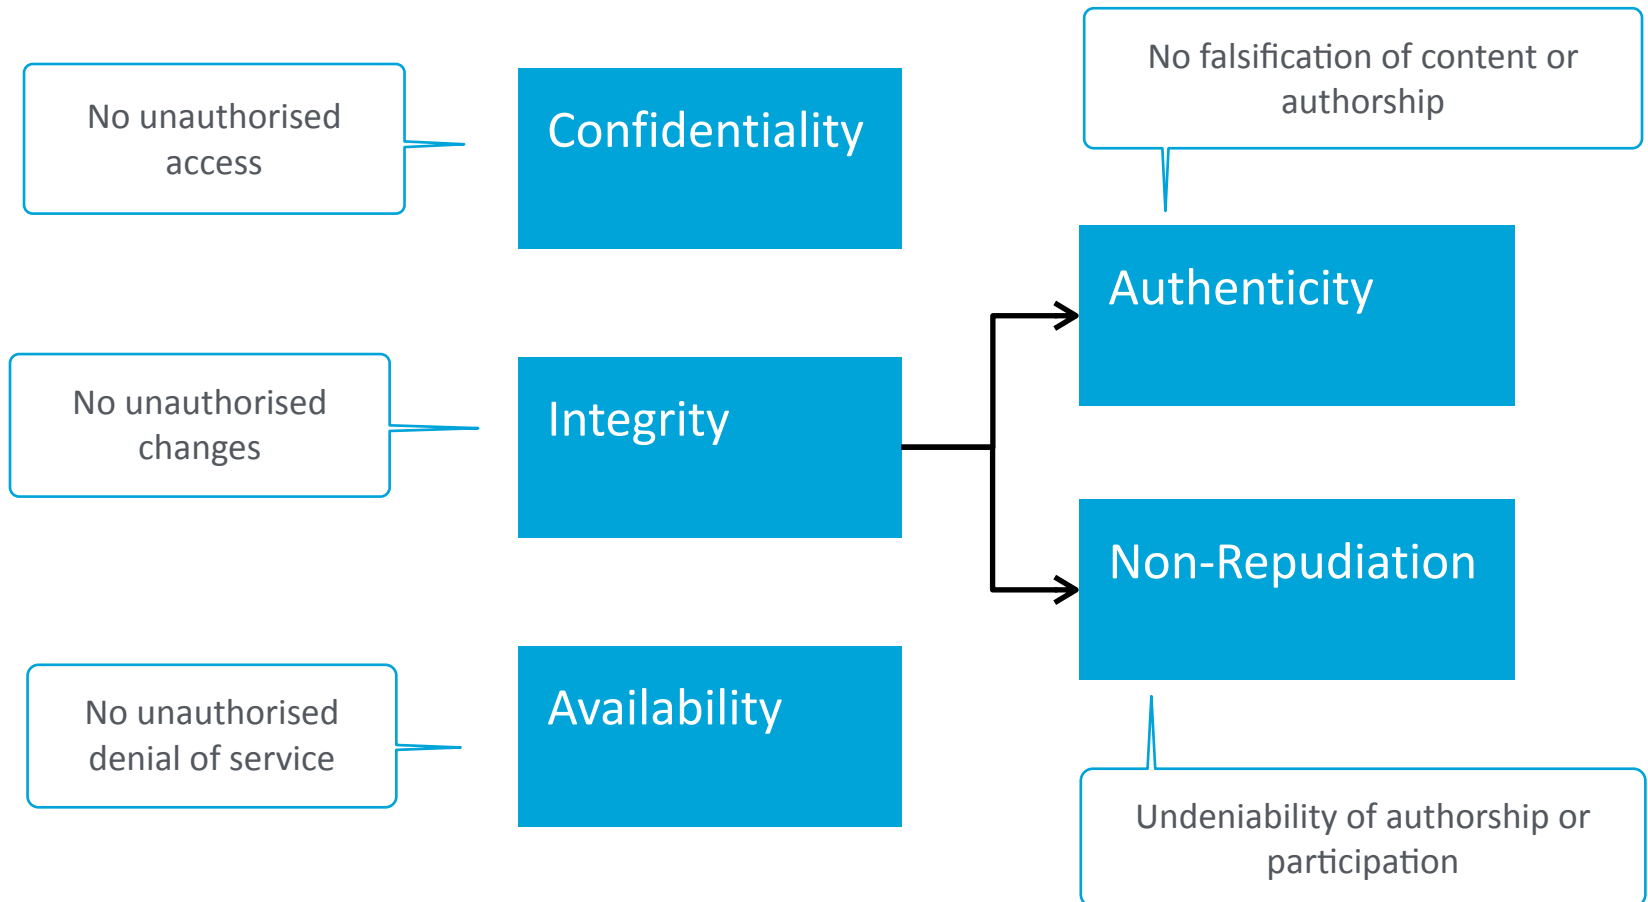 No unauthorised
access
Confidentiality
No falsification of content or
authorship
Authenticity
No unauthorised
changes
Integrity
Non-Repudiation
No unauthorised
denial of service
Availability
Undeniability of authorship or
participation